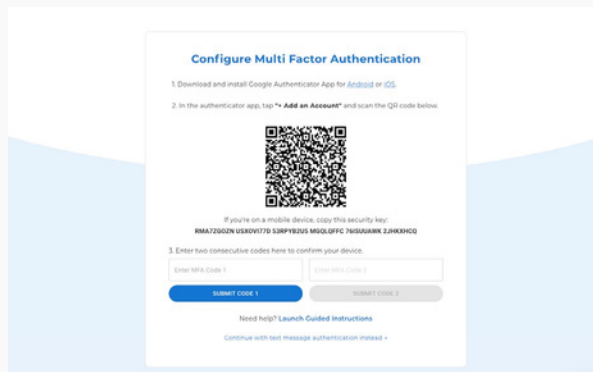 Configure Multi Factor Authentication
1. Download and install Google Authenticator App for Android or iOS.
2. In the authenticator app, tap "+ Add an Account" and scan the QR code below.
If you're on a mobile device, copy this security key:
3. Enter two consecutive codes here to confirm your device.
Enter MFA Code 1
Enter MFA Code 2
SUBMIT CODE 1
SUBMIT CODE 2
Need help? Launch Guided Instructions
Continue with text message authentication instead »